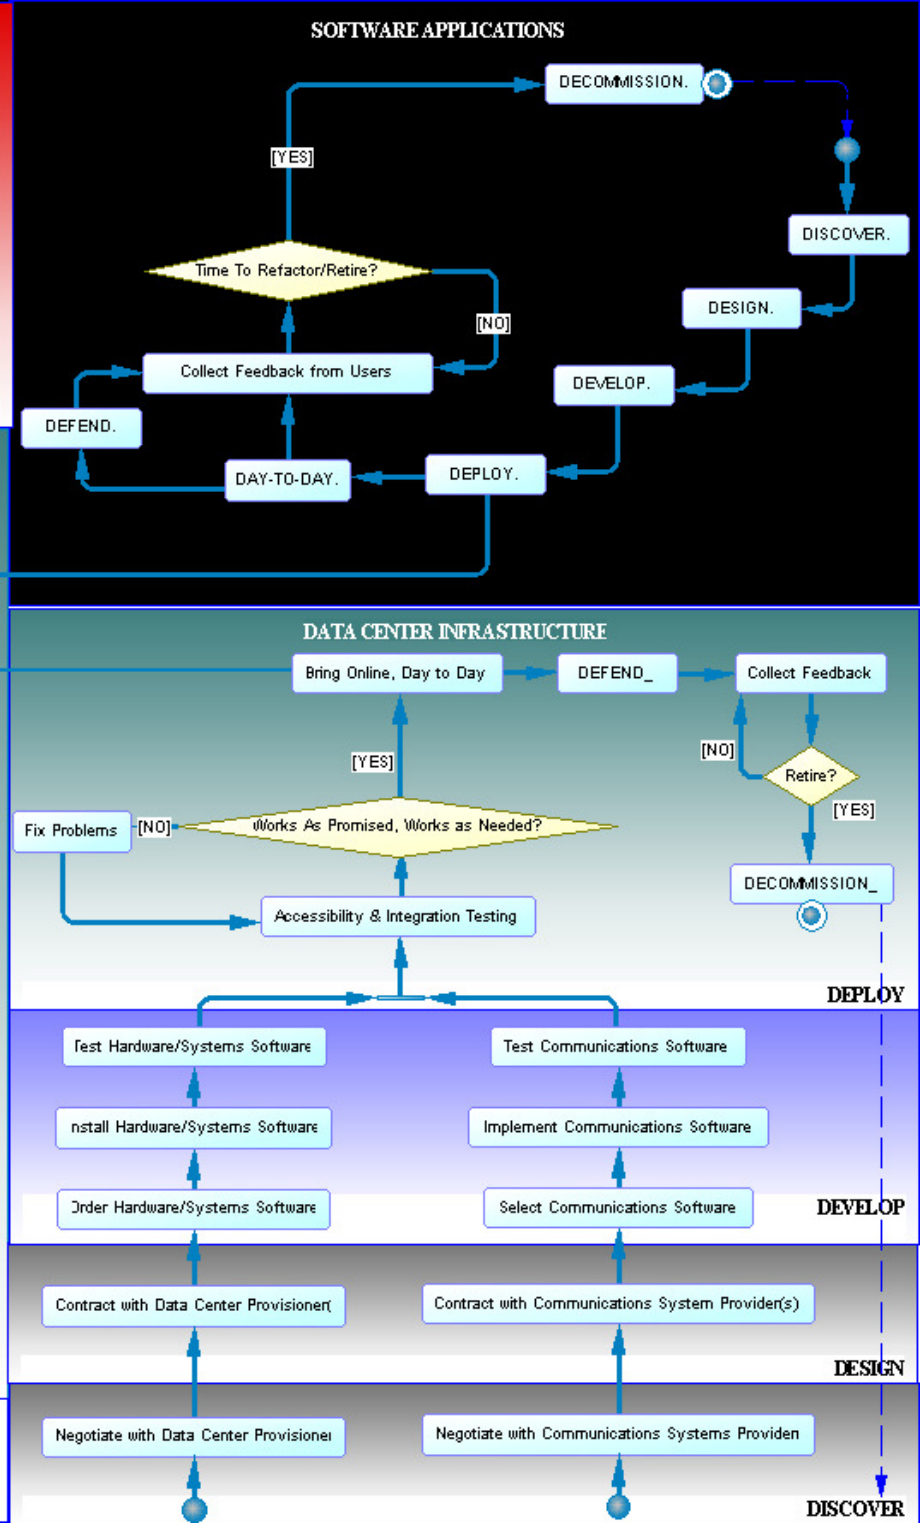 SOFTWARE APPLICATIONS
DECOMMISSION.
[YES]
DISCOVER.
Time To Refactor/Retire?
DESIGN.
[NO]
Collect Feedback from Users
DEVELOP.
DEFEND.
DEPLOY.
DAY-TO-DAY.
DATA CENTER INFRASTRUCTURE
Bring Online, Day to Day
DEFEND_
Collect Feedback
[NO]
[YES]
Retire?
[YES]
Fix Problems
[NO]
Works As Promised, Works as Needed?
DECOMMISSION_
Accessibility & Integration Testing
DEPLOY
Test Hardware/Systems Software
Test Communications Software
nstall Hardware/Systems Software
Implement Communications Software
Order Hardware/Systems Software
Select Communications Software
DEVELOP
Contract with Data Center Provisioner(
Contract with Communications System Provider(s)
DESIGN
Negotiate with Data Center Provisioner
Negotiate with Communications Systems Provider
DISCOVER